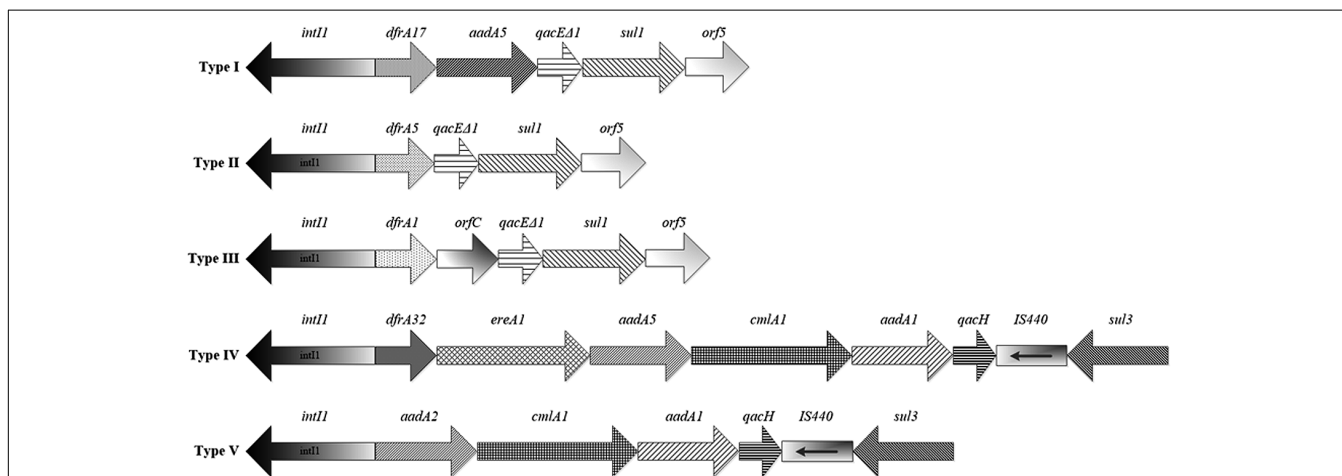 intI1 dfrA17 aadA5 qacEΔ1 sul1 orf5
Type I
intI1 dfrA5 qacEΔ1 sul1 orf5
Type II intI1
intI1 dfrA1 orfC qacEΔ1 sul1 orf5
Type III intI1
intI1 dfrA32 ereA1 aadA5 cmlA1 aadA1 qacH IS440 sul3
Type IV intI1
intI1 aadA2 cmlA1 aadA1 qacH IS440 sul3
Type V intI1